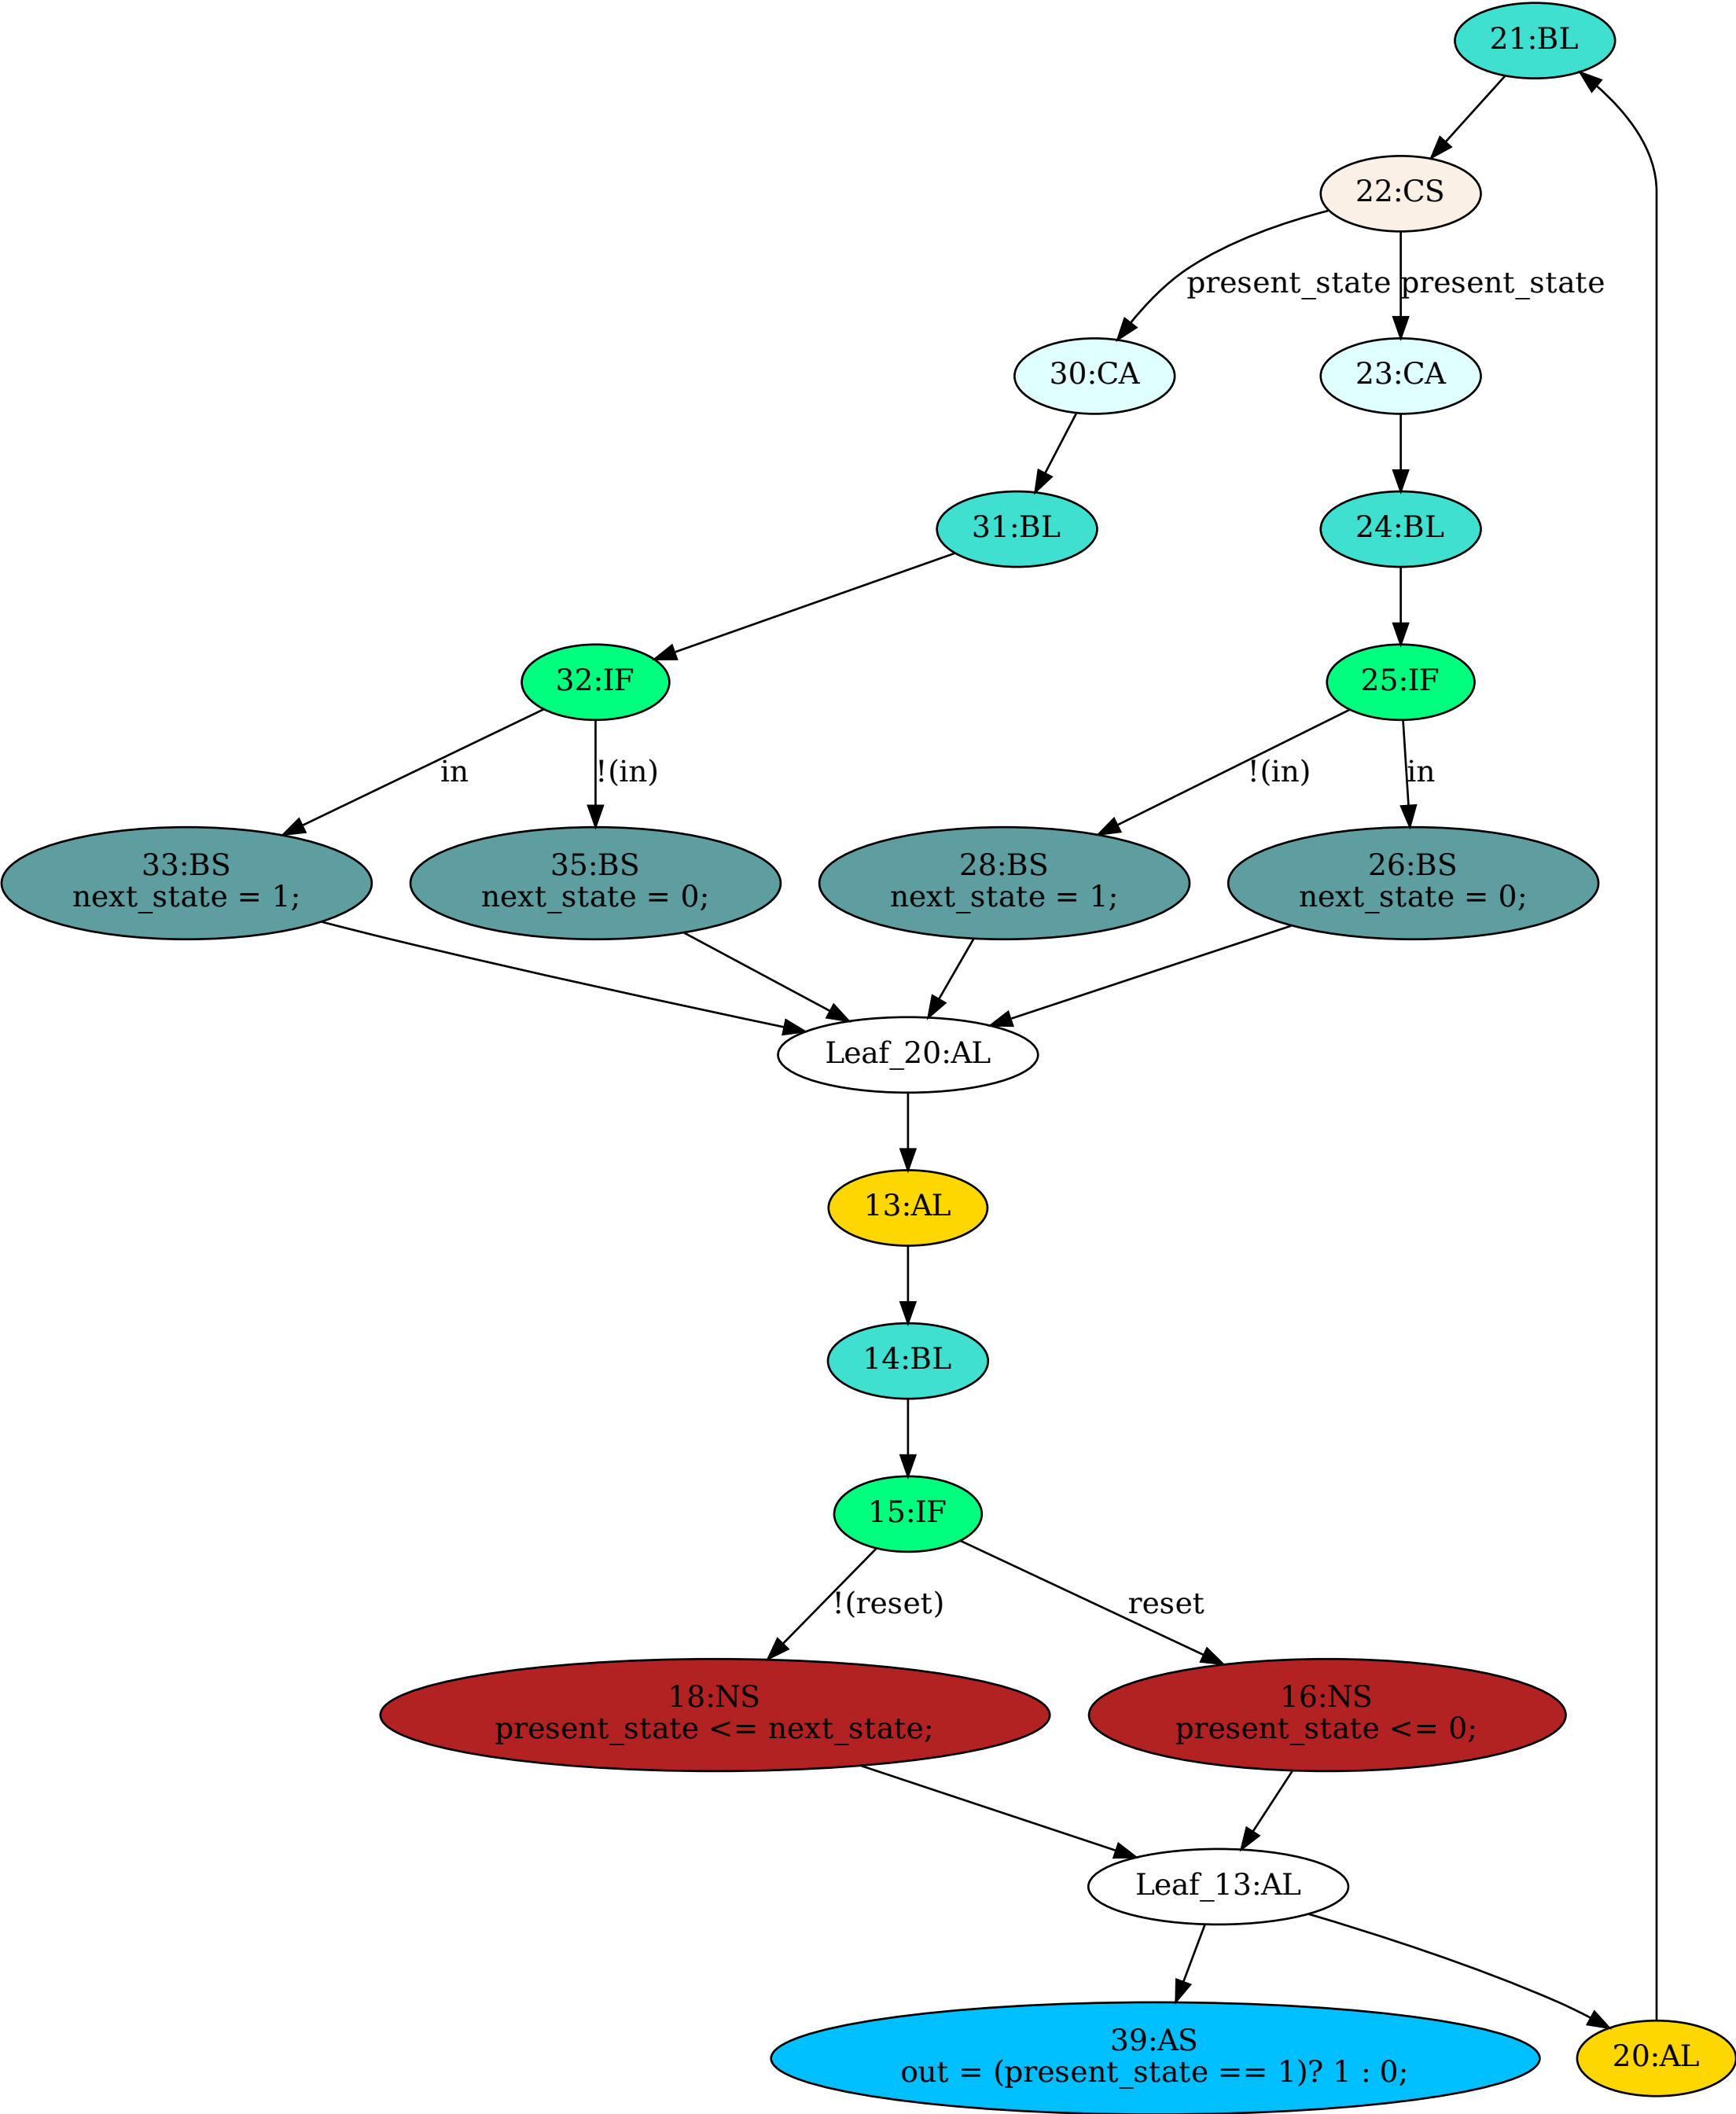 21:BL
22:CS
present_state
present_state
30:CA
23:CA
31:BL
24:BL
32:IF
25:IF
in
!(in)
!(in)
in
33:BS
next_state = 1;
35:BS
next_state = 0;
28:BS
next_state = 1;
26:BS
next_state = 0;
Leaf_20:AL
13:AL
14:BL
15:IF
!(reset)
reset
18:NS
present_state <= next_state;
16:NS
present_state <= 0;
Leaf_13:AL
39:AS
out = (present_state == 1)? 1 : 0;
20:AL